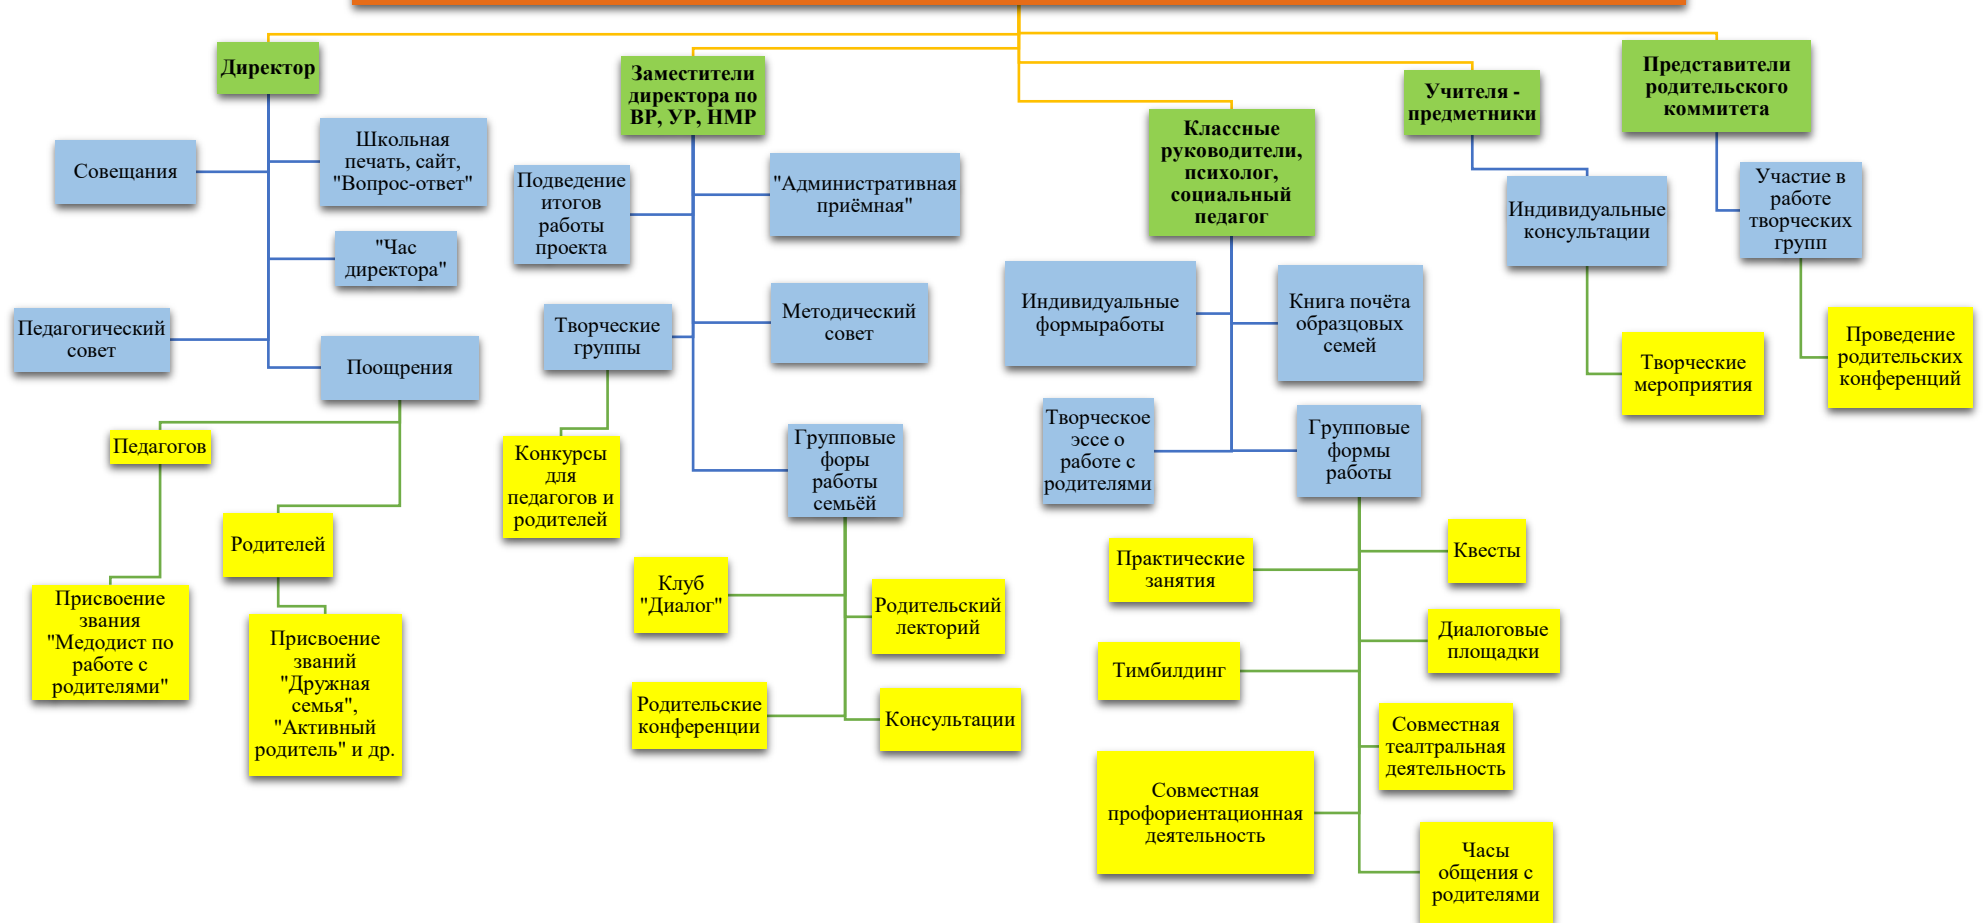 Директор
Совещания
Школьная
печать, сайт,
"Вопрос-ответ"
"Час
директора"
Педагогический
совет
Поощрения
Педагогов
Присвоение
звания
"Медодист по
работе с
родителями"
Родителей
Присвоение
званий
"Дружная
семья",
"Активный
родитель" и др.
Заместители
директора по
ВР, УР, НМР
Подведение
итогов
работы
проекта
"Административная
приёмная"
Творческие
группы
Методический
совет
Конкурсы
для
педагогов и
родителей
Групповые
форы
работы
семьёй
Клуб
"Диалог"
Родительский
лекторий
Родительские
конференции
Консультации
Классные
руководители,
психолог,
социальный
педагог
Индивидуальные
формыработы
Книга почёта
образцовых
семей
Творческое
эссе о
работе с
родителями
Групповые
формы
работы
Практические
занятия
Квесты
Тимбилдинг
Диалоговые
площадки
Совместная
теалтральная
деятельность
Совместная
профориентационная
деятельность
Часы
общения с
родителями
Учителя -
предметники
Индивидуальные
консультации
Творческие
мероприятия
Представители
родительского
коммитета
Участие в
работе
творческих
групп
Проведение
родительских
конференций